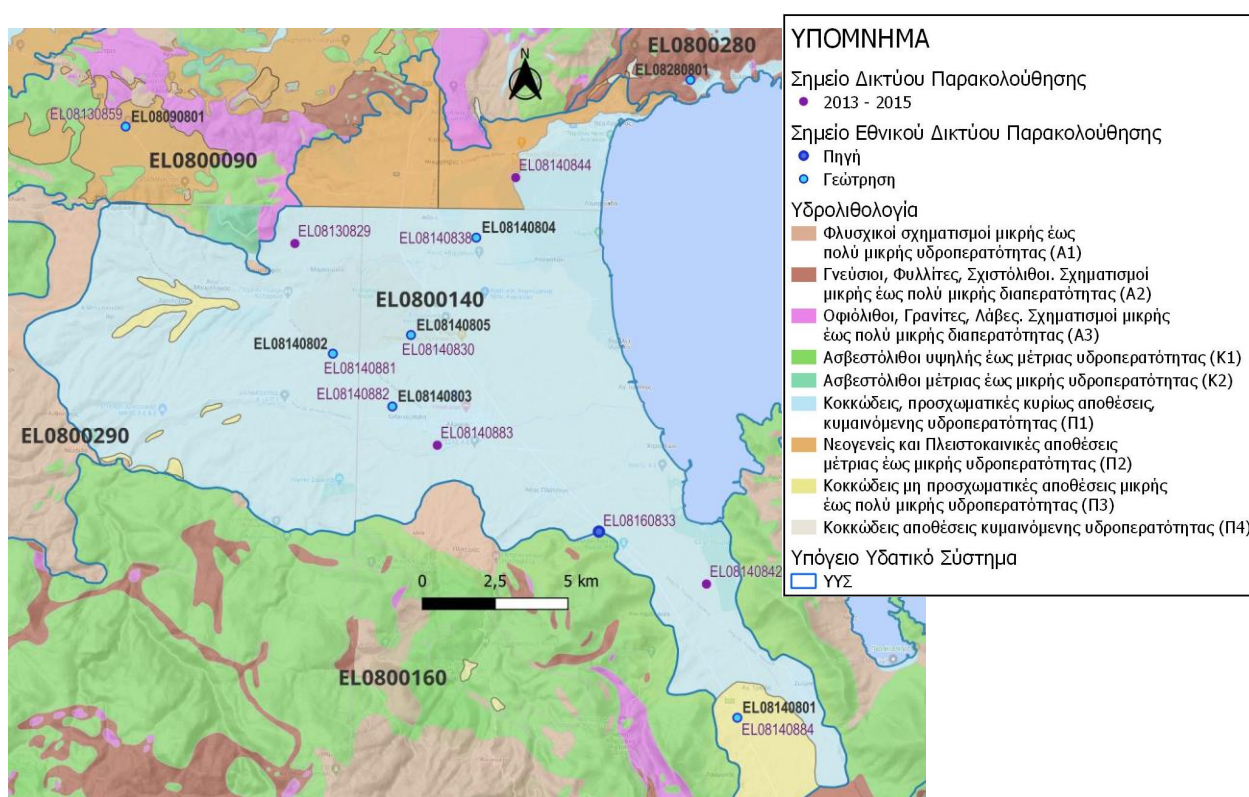 EL0800280
EL08280801
N
EL08130859
EL08090801
EL0800090
EL08140844
EL08130829
EL08140838
EL08140804
EL0800140
EL08140805
EL08140830
EL08140802
EL08140881
EL08140882
EL08140803
EL08140883
EL0800290
EL08160833
EL08140842
0 2,5 5 km
EL0800160
EL08140801
EL08140884
ΥΠΟΜΝΗΜΑ
Σημείο Δικτύου Παρακολούθησης
2013 - 2015
Σημείο Εθνικού Δικτύου Παρακολούθησης
Πηγή
Γεώτρηση
Υδρολιθολογία
Φλυσχικοί σχηματισμοί μικρής έως
πολύ μικρής υδροπερατότητας (Α1)
Γνεύσιοι, Φυλλίτες, Σχιστόλιθοι. Σχηματισμοί
μικρής έως πολύ μικρής διαπερατότητας (Α2)
Οφιόλιθοι, Γρανίτες, Λάβες. Σχηματισμοί μικρής
έως πολύ μικρής διαπερατότητας (Α3)
Ασβεστόλιθοι υψηλής έως μέτριας υδροπερατότητας (Κ1)
Ασβεστόλιθοι μέτριας έως μικρής υδροπερατότητας (Κ2)
Κοκκώδεις, προσχωματικές κυρίως αποθέσεις,
κυμαινόμενης υδροπερατότητας (Π1)
Νεογενείς και Πλειστοκαινικές αποθέσεις
μέτριας έως μικρής υδροπερατότητας (Π2)
Κοκκώδεις μη προσχωματικές αποθέσεις μικρής
έως πολύ μικρής υδροπερατότητας (Π3)
Κοκκώδεις αποθέσεις κυμαινόμενης υδροπερατότητας (Π4)
Υπόγειο Υδατικό Σύστημα
ΥΥΣ